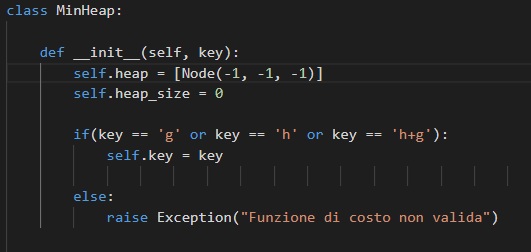 class MinHeap:
def __init__(self, key):
self.heap = [Node(-1, -1, -1)]
self.heap_size = 0
if(key == 'g' or key == 'h' or key == 'h+g'):
self.key = key
else:
raise Exception("Funzione di costo non valida")